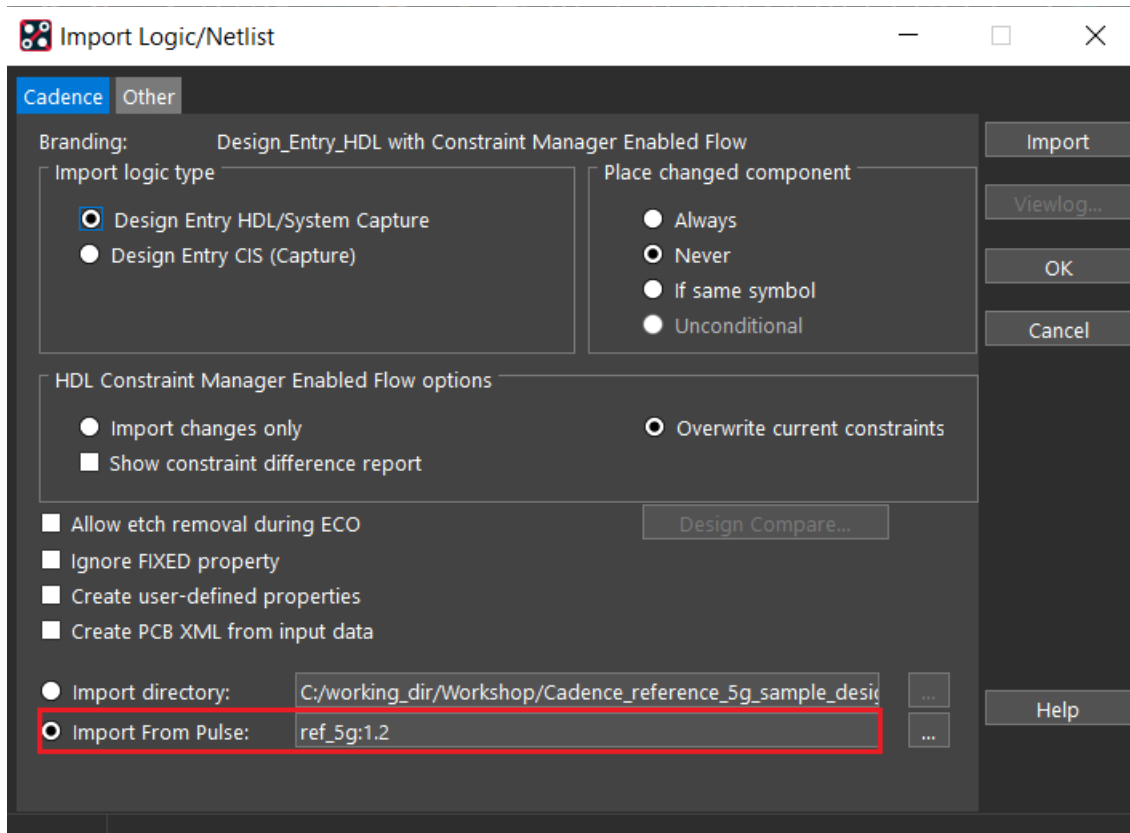 Import Logic/Netlist
Cadence Other
Branding: Design_Entry_HDL with Constraint Manager Enabled Flow
Import logic type
Design Entry HDL/System Capture
Design Entry CIS (Capture)
Place changed component
Always
Never
If same symbol
Unconditional
Import
Viewlog...
OK
Cancel
HDL Constraint Manager Enabled Flow options
Import changes only
Overwrite current constraints
Show constraint difference report
Allow etch removal during ECO
Design Compare...
Ignore FIXED property
Create user-defined properties
Create PCB XML from input data
Import directory: C:/working_dir/Workshop/Cadence_reference_5g_sample_desig ...
Import From Pulse: ref_5g:1.2 ...
Help